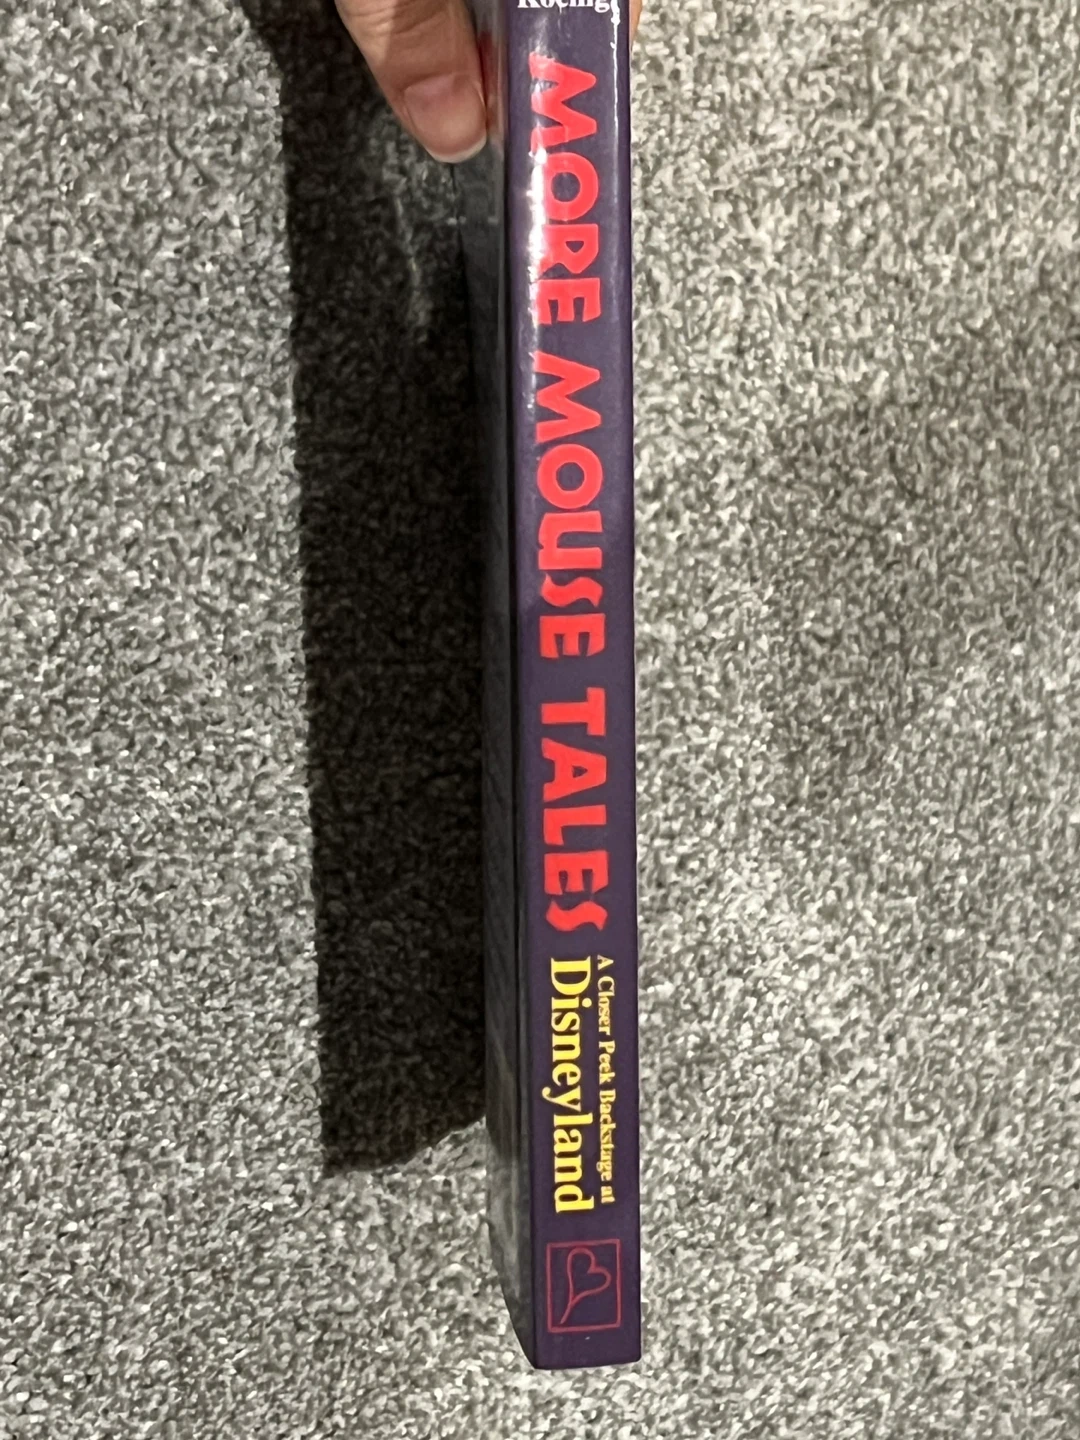 Koenig
MORE MOUSE TALES
A Closer Peek Backstage at
Disneyland